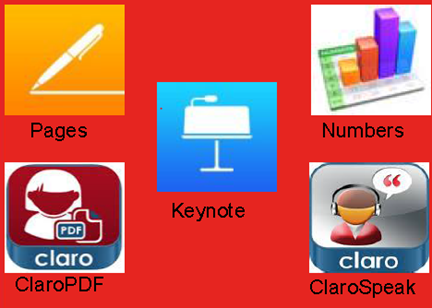 Pages
Numbers
Keynote
PDF
claro
ClaroPDF
claro
ClaroSpeak